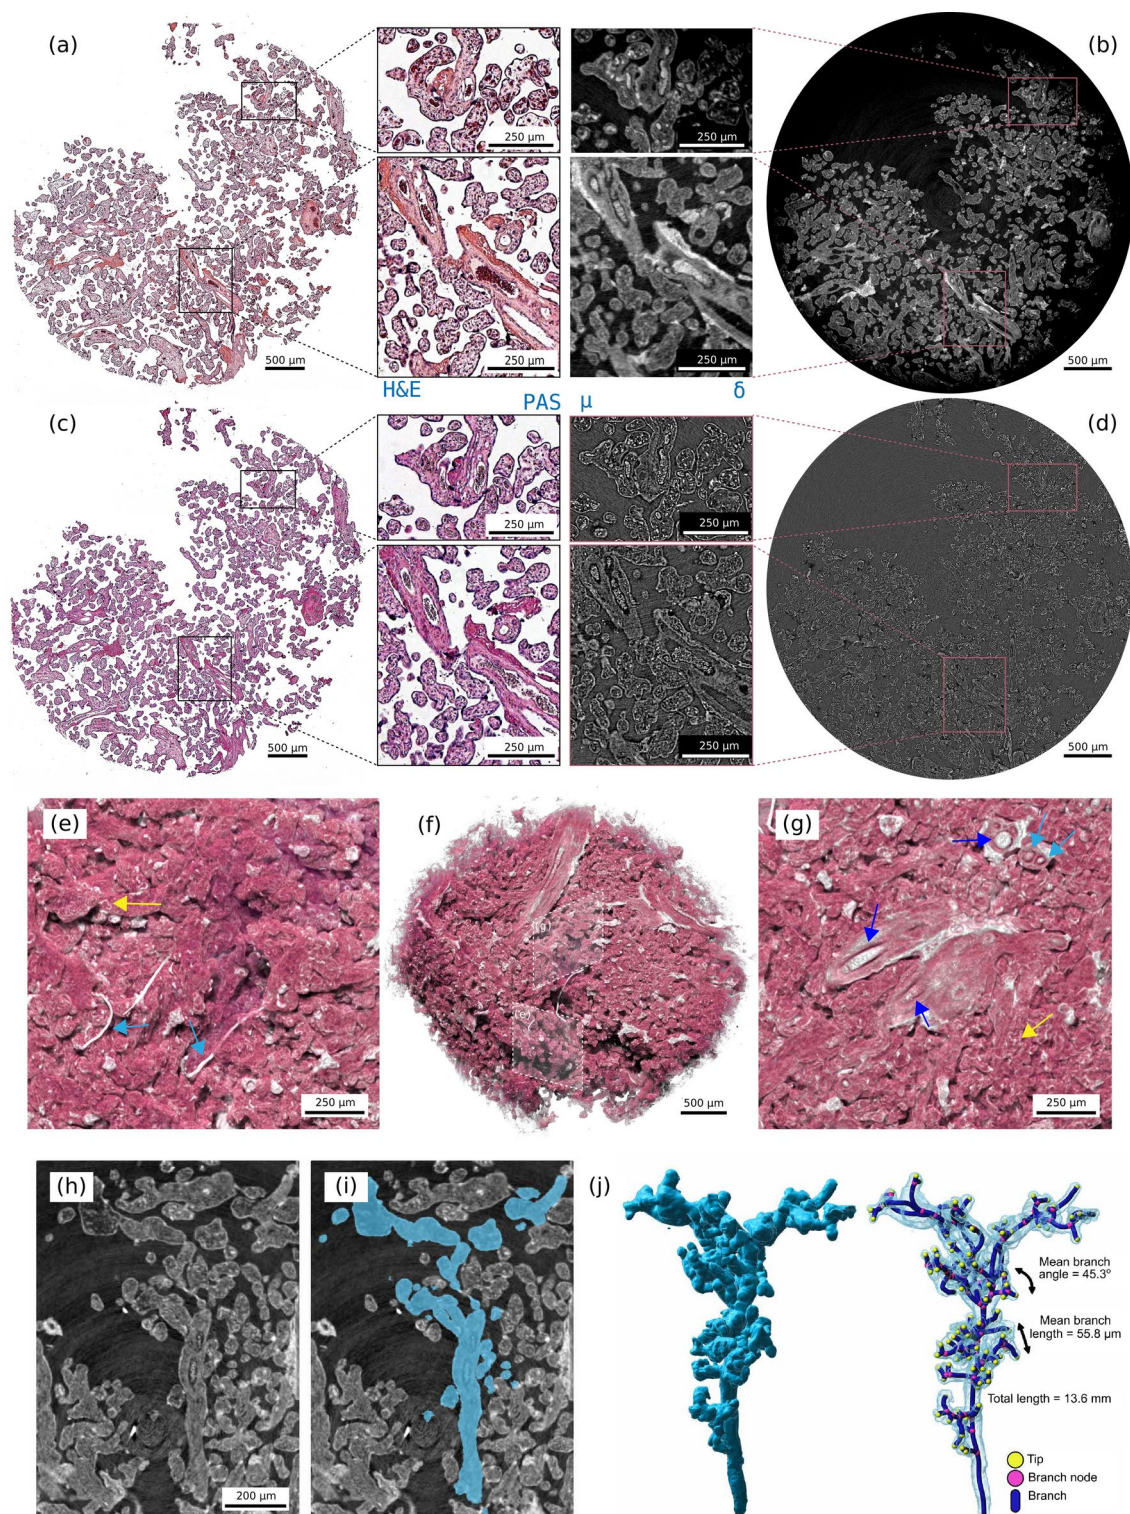 (a)
(b)
250 µm
250 µm
250 µm
250 µm
500 µm
500 µm
H&E
PAS
µ
δ
(c)
(d)
250 µm
250 µm
250 µm
250 µm
500 µm
500 µm
(e)
(f)
(g)
(g)
(e)
250 µm
500 µm
250 µm
(h)
(i)
(j)
Mean branch
angle = 45.3º
Mean branch
length = 55.8 µm
Total length = 13.6 mm
200 µm
Tip
Branch node
Branch